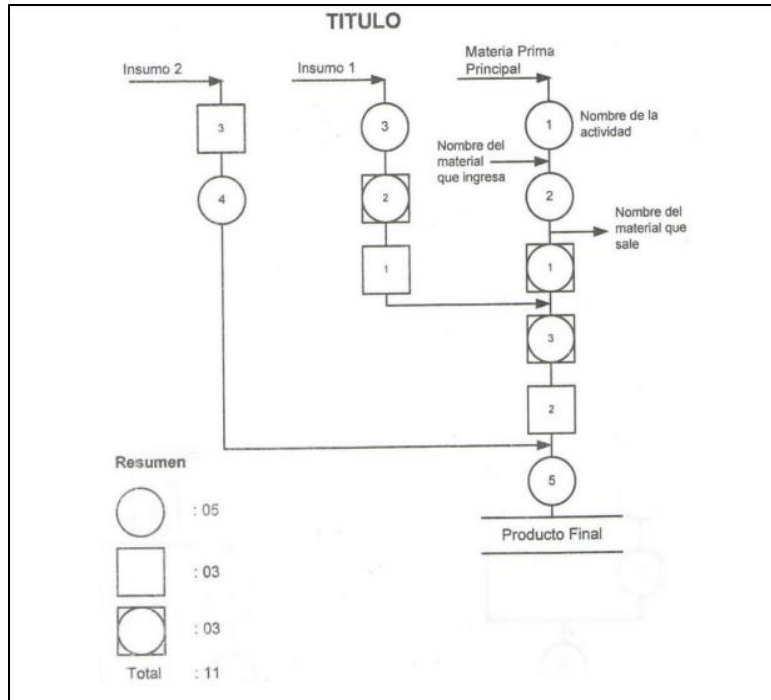 TITULO
Insumo 2
Insumo 1
Materia Prima
Principal
3
3
1
Nombre de la
actividad
Nombre del
material
que ingresa
4
2
2
Nombre del
material que
sale
1
1
3
2
5
Producto Final
Resumen
: 05
: 03
: 03
Total : 11